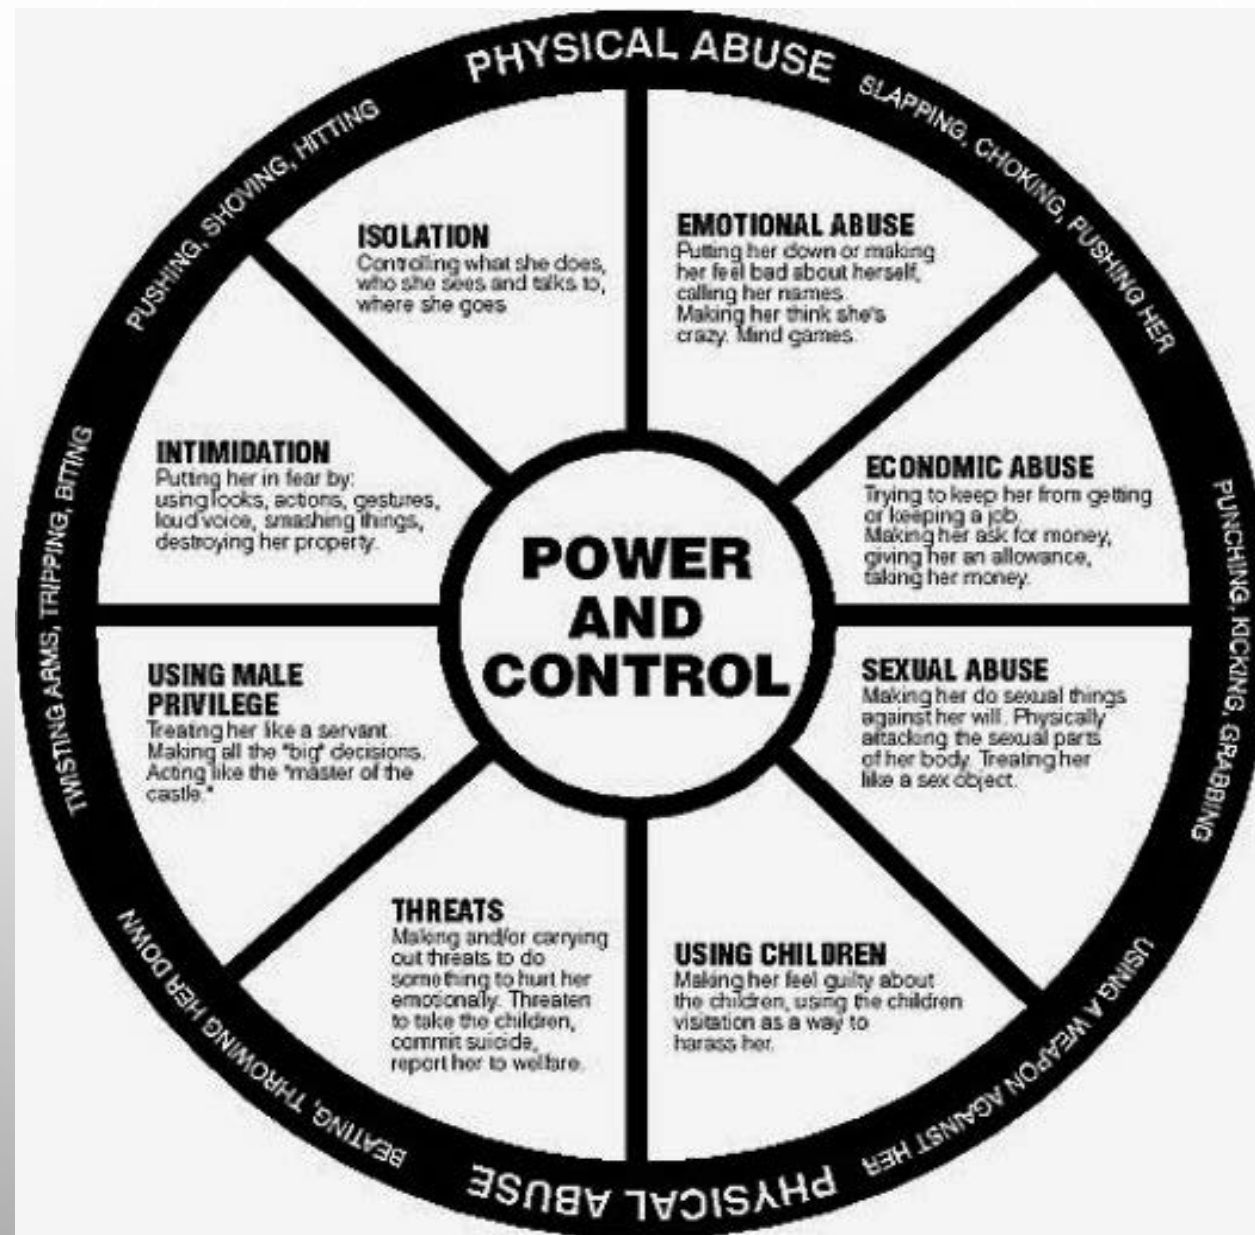 PHYSICAL ABUSE
SLAPPING, CHOKING, PUSHING HER
PUNCHING, KICKING, GRABBING
USING A WEAPON AGAINST HER
PHYSICAL ABUSE
BEATING, THROWING HER DOWN
TWISTING ARMS, TRIPPING, BITING
PUSHING, SHOVING, HITTING
ISOLATION
Controlling what she does,
who she sees and talks to,
where she goes
EMOTIONAL ABUSE
Putting her down or making
her feel bad about herself,
calling her names.
Making her think she's
crazy. Mind games.
ECONOMIC ABUSE
Trying to keep her from getting
or keeping a job.
Making her ask for money,
giving her an allowance,
taking her money.
SEXUAL ABUSE
Making her do sexual things
against her will. Physically
attacking the sexual parts
of her body. Treating her
like a sex object.
USING CHILDREN
Making her feel guilty about
the children, using the children
visitation as a way to
harass her.
THREATS
Making and/or carrying
out threats to do
something to hurt her
emotionally. Threaten
to take the children,
commit suicide,
report her to welfare.
USING MALE
PRIVILEGE
Treating her like a servant.
Making all the "big" decisions.
Acting like the "master of the
castle."
INTIMIDATION
Putting her in fear by:
using looks, actions, gestures,
loud voice, smashing things,
destroying her property.
POWER
AND
CONTROL